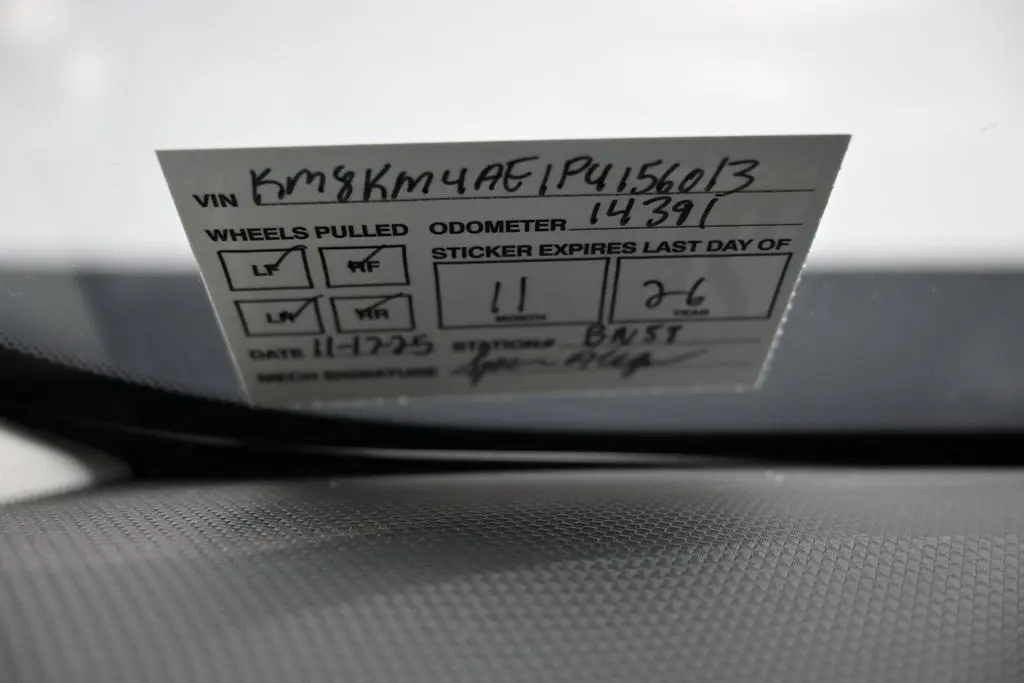 VIN KM8KM4AE1P4156013
WHEELS PULLED ODOMETER 14391
STICKER EXPIRES LAST DAY OF
LF RF
11 26
MONTH YEAR
LR RR
DATE 11-17-25 STATION# BN5T
MECH SIGNATURE